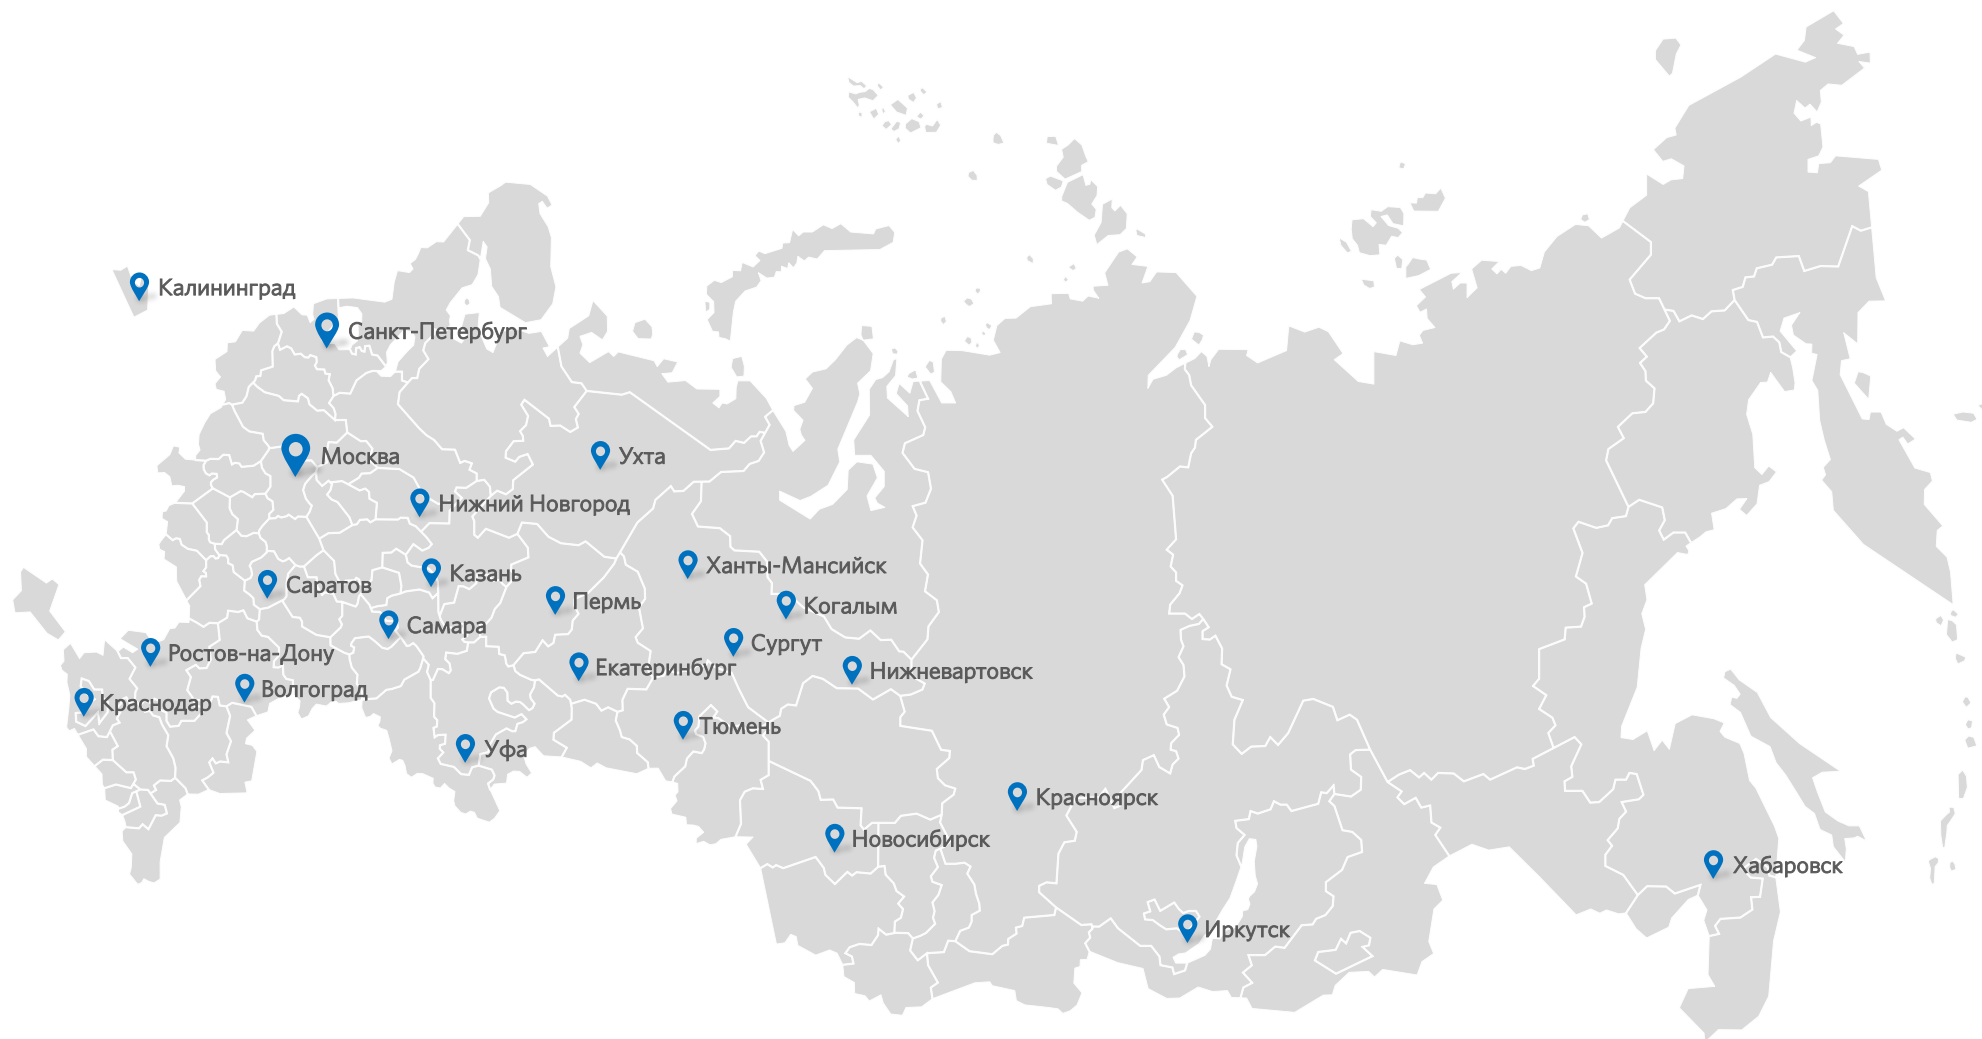 Калининград
Санкт-Петербург
Москва
Ухта
Нижний Новгород
Ханты-Мансийск
Казань
Саратов
Пермь
Когалым
Самара
Сургут
Ростов-на-Дону
Екатеринбург
Нижневартовск
Волгоград
Краснодар
Тюмень
Уфа
Красноярск
Новосибирск
Хабаровск
Иркутск